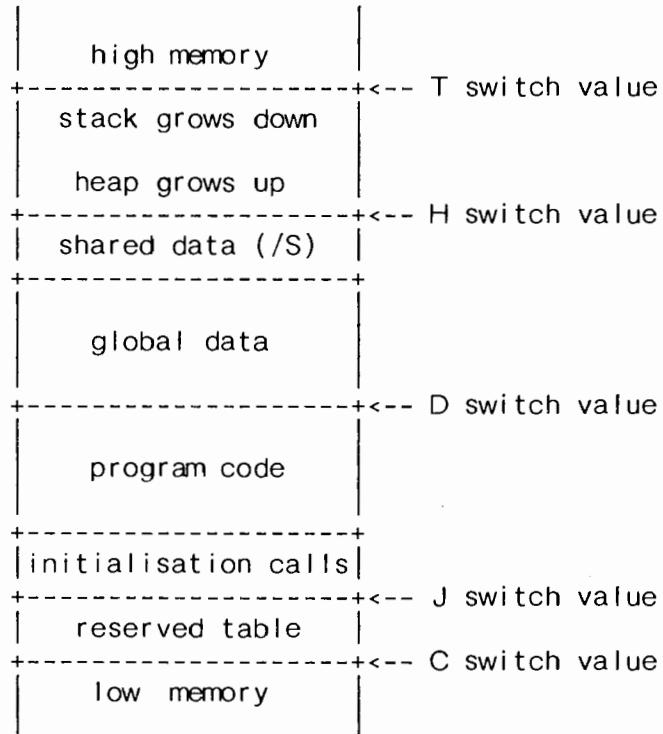 |                     |
|     high memory     |
+---------------------+<-- T switch value
|  stack grows down   |
|                     |
|    heap grows up    |
+---------------------+<-- H switch value
|  shared data (/S)   |
+---------------------+
|                     |
|     global data     |
|                     |
+---------------------+<-- D switch value
|                     |
|    program code     |
|                     |
+---------------------+
|initialisation calls|
+---------------------+<-- J switch value
|   reserved table    |
+---------------------+<-- C switch value
|     low memory      |
|                     |